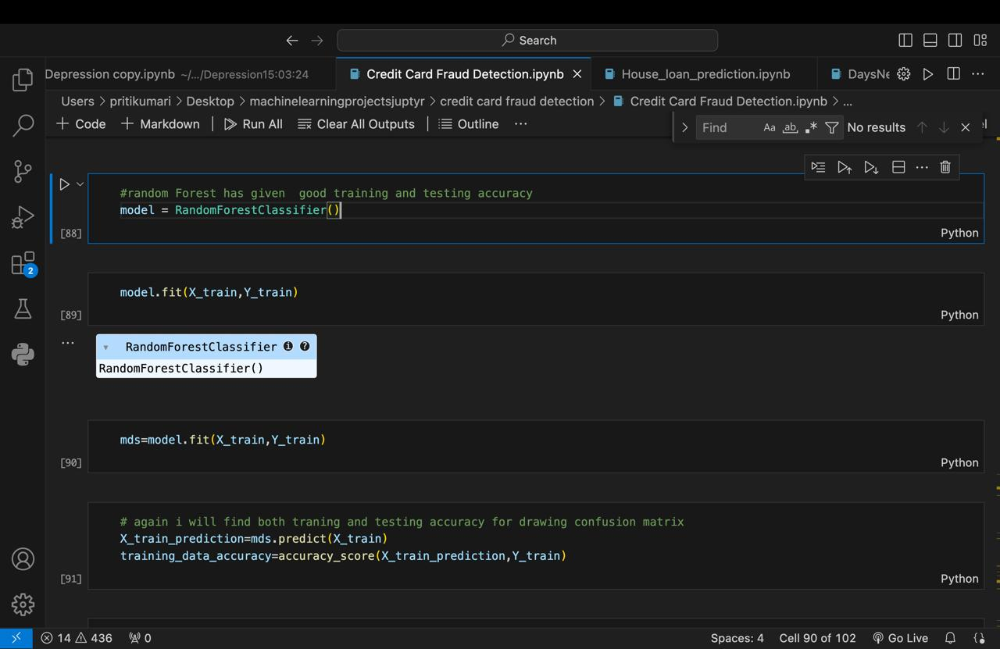 Search
Depression copy.ipynb ~/.../Depression15:03:24
Credit Card Fraud Detection.ipynb
House_loan_prediction.ipynb
DaysNe
Users > pritikumari > Desktop > machinelearningprojectsjuptyr > credit card fraud detection > Credit Card Fraud Detection.ipynb > ...
+ Code + Markdown Run All Clear All Outputs Outline ...
Find Aa ab .* No results
#random Forest has given  good training and testing accuracy
model = RandomForestClassifier()
[88]
Python
model.fit(X_train,Y_train)
[89]
Python
...
RandomForestClassifier i ?
RandomForestClassifier()
mds=model.fit(X_train,Y_train)
[90]
Python
# again i will find both traning and testing accuracy for drawing confusion matrix
X_train_prediction=mds.predict(X_train)
training_data_accuracy=accuracy_score(X_train_prediction,Y_train)
[91]
Python
2
14 436 0
Spaces: 4 Cell 90 of 102 Go Live